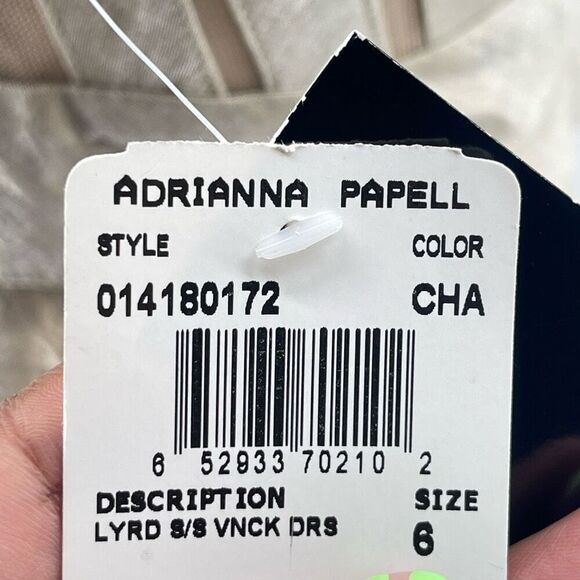 ADRIANNA PAPELL
STYLE COLOR
014180172 CHA
6 52933 70210 2
DESCRIPTION SIZE
LYRD S/S VNCK DRS 6